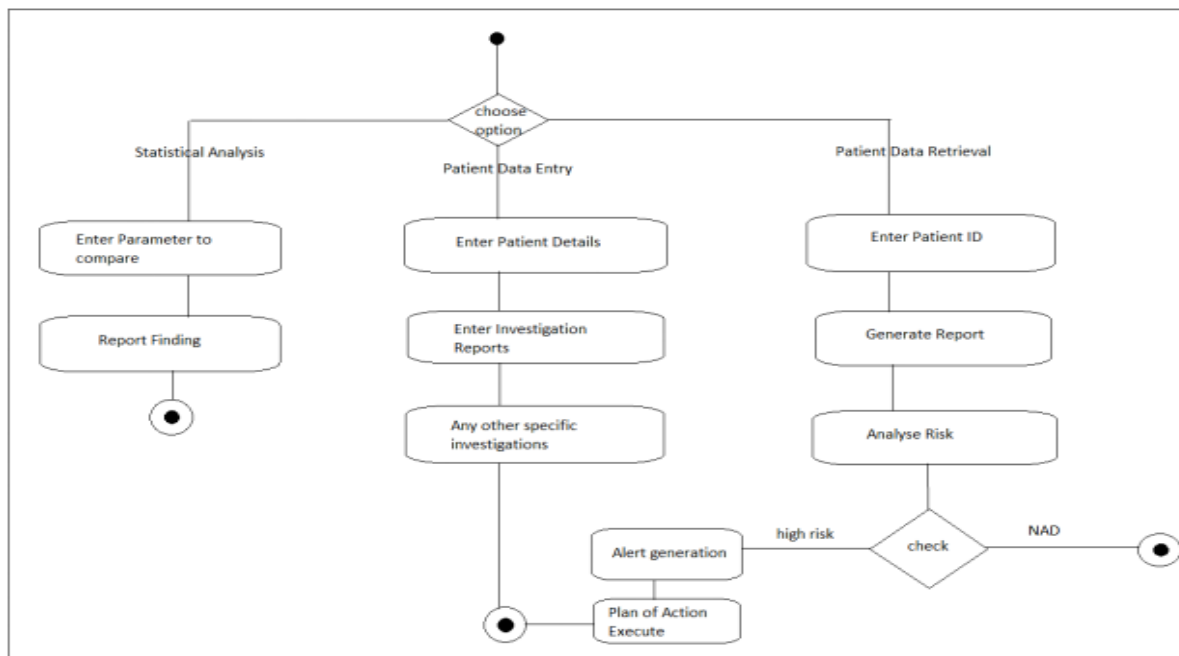 choose
option
Statistical Analysis
Patient Data Entry
Patient Data Retrieval
Enter Parameter to
compare
Enter Patient Details
Enter Patient ID
Report Finding
Enter Investigation
Reports
Generate Report
Any other specific
investigations
Analyse Risk
high risk
NAD
Alert generation
check
Plan of Action
Execute